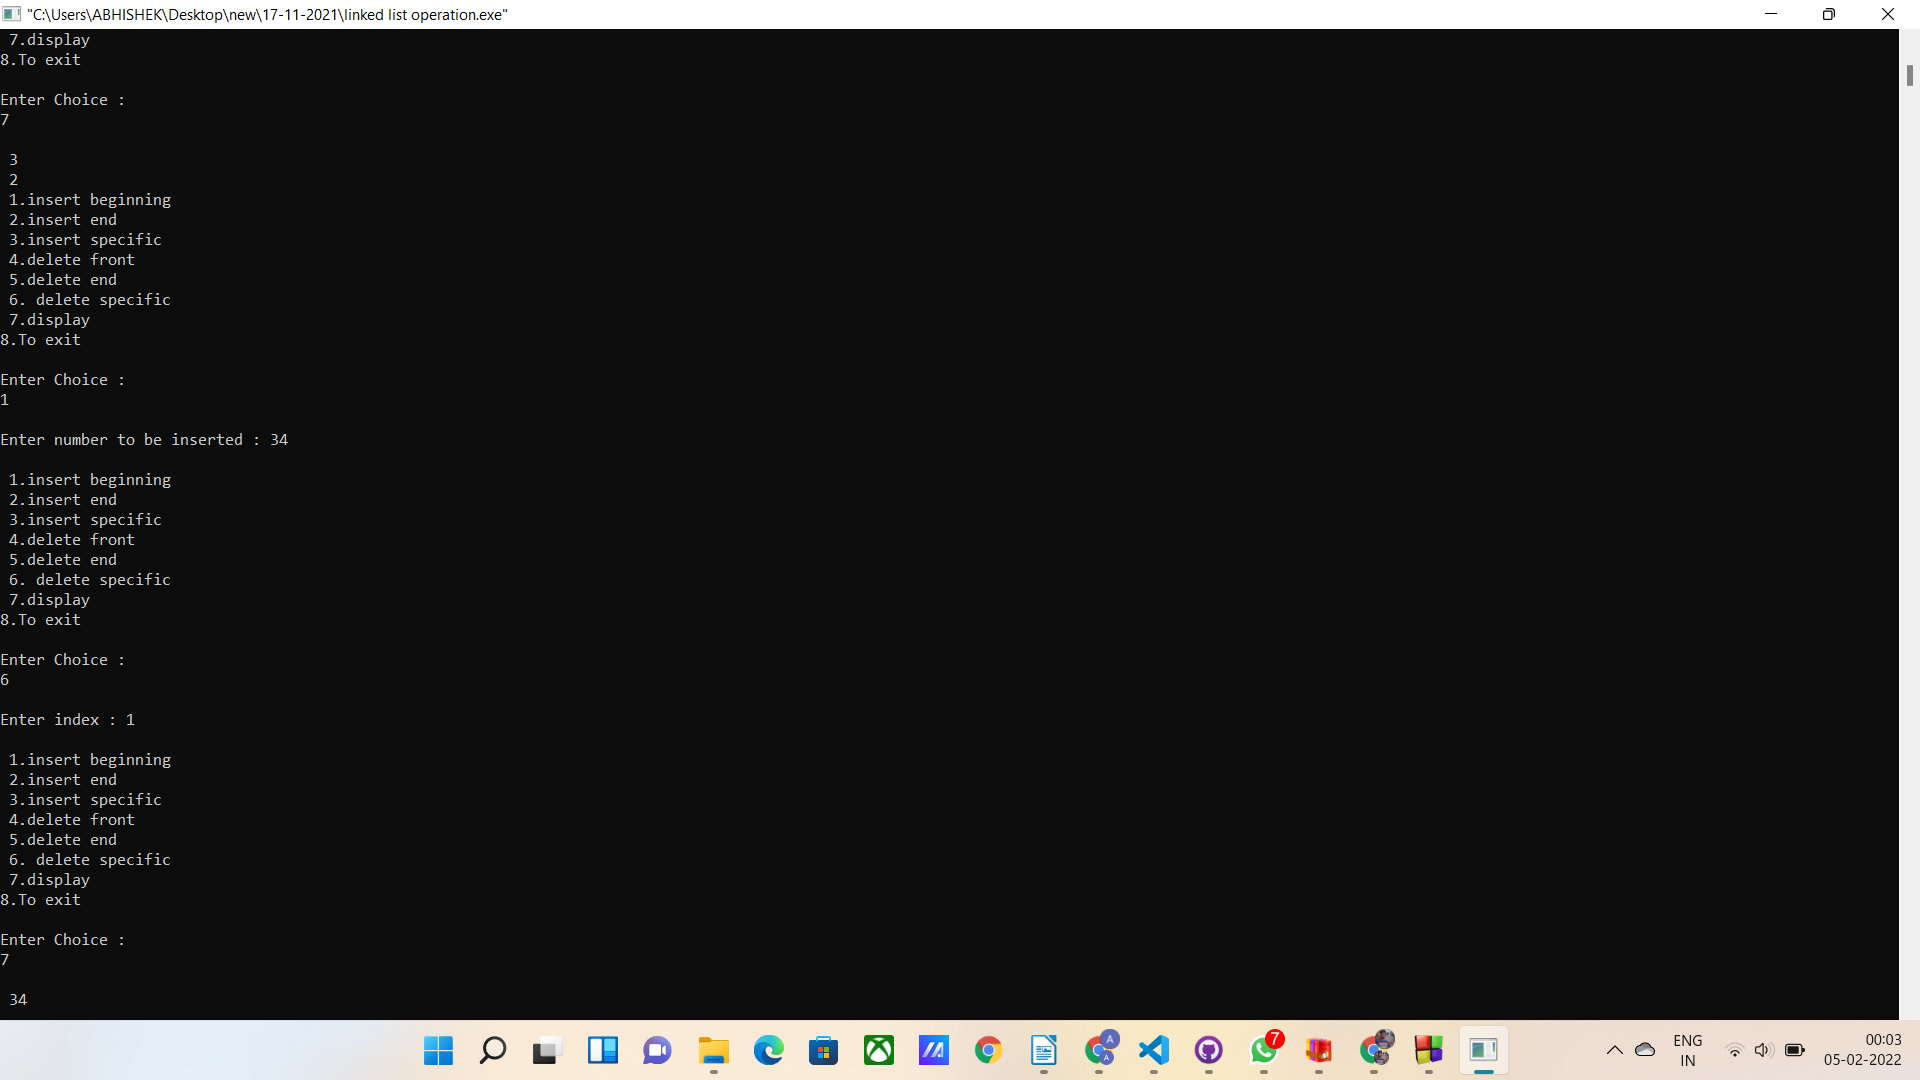 "C:\Users\ABHISHEK\Desktop\new\17-11-2021\linked list operation.exe"
7.display
8.To exit
Enter Choice :
7
3
2
1.insert beginning
2.insert end
3.insert specific
4.delete front
5.delete end
6. delete specific
7.display
8.To exit
Enter Choice :
1
Enter number to be inserted : 34
1.insert beginning
2.insert end
3.insert specific
4.delete front
5.delete end
6. delete specific
7.display
8.To exit
Enter Choice :
6
Enter index : 1
1.insert beginning
2.insert end
3.insert specific
4.delete front
5.delete end
6. delete specific
7.display
8.To exit
Enter Choice :
7
34
A
A
7
ENG
IN
00:03
05-02-2022